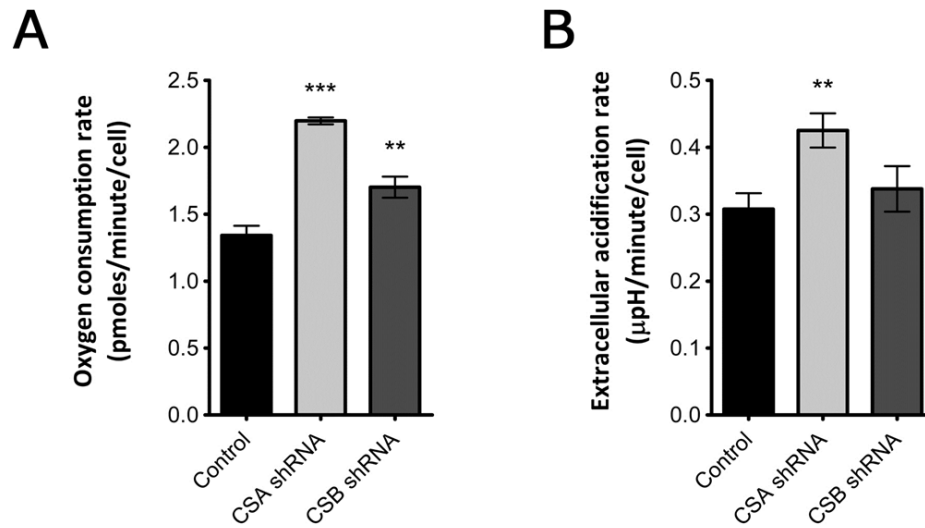 A
Oxygen consumption rate
(pmoles/minute/cell)
2.5
2.0
1.5
1.0
0.5
0.0
***
**
Control
CSA shRNA
CSB shRNA
B
Extracellular acidification rate
(μpH/minute/cell)
0.5
0.4
0.3
0.2
0.1
0.0
**
Control
CSA shRNA
CSB shRNA